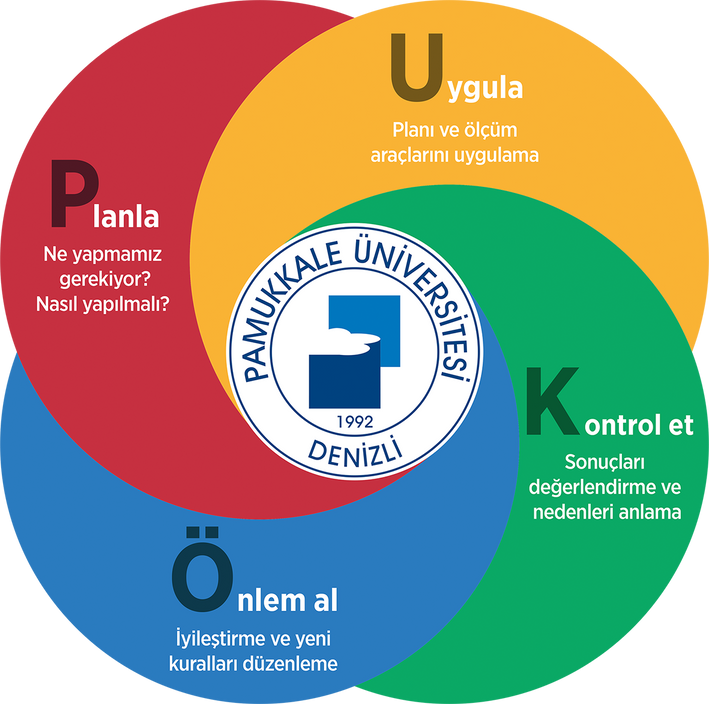 Planla
Ne yapmamız
gerekiyor?
Nasıl yapılmalı?
Uygula
Planı ve ölçüm
araçlarını uygulama
Kontrol et
Sonuçları
değerlendirme ve
nedenleri anlama
Önlem al
İyileştirme ve yeni
kuralları düzenleme
PAMUKKALE ÜNİVERSİTESİ
1992
DENİZLİ